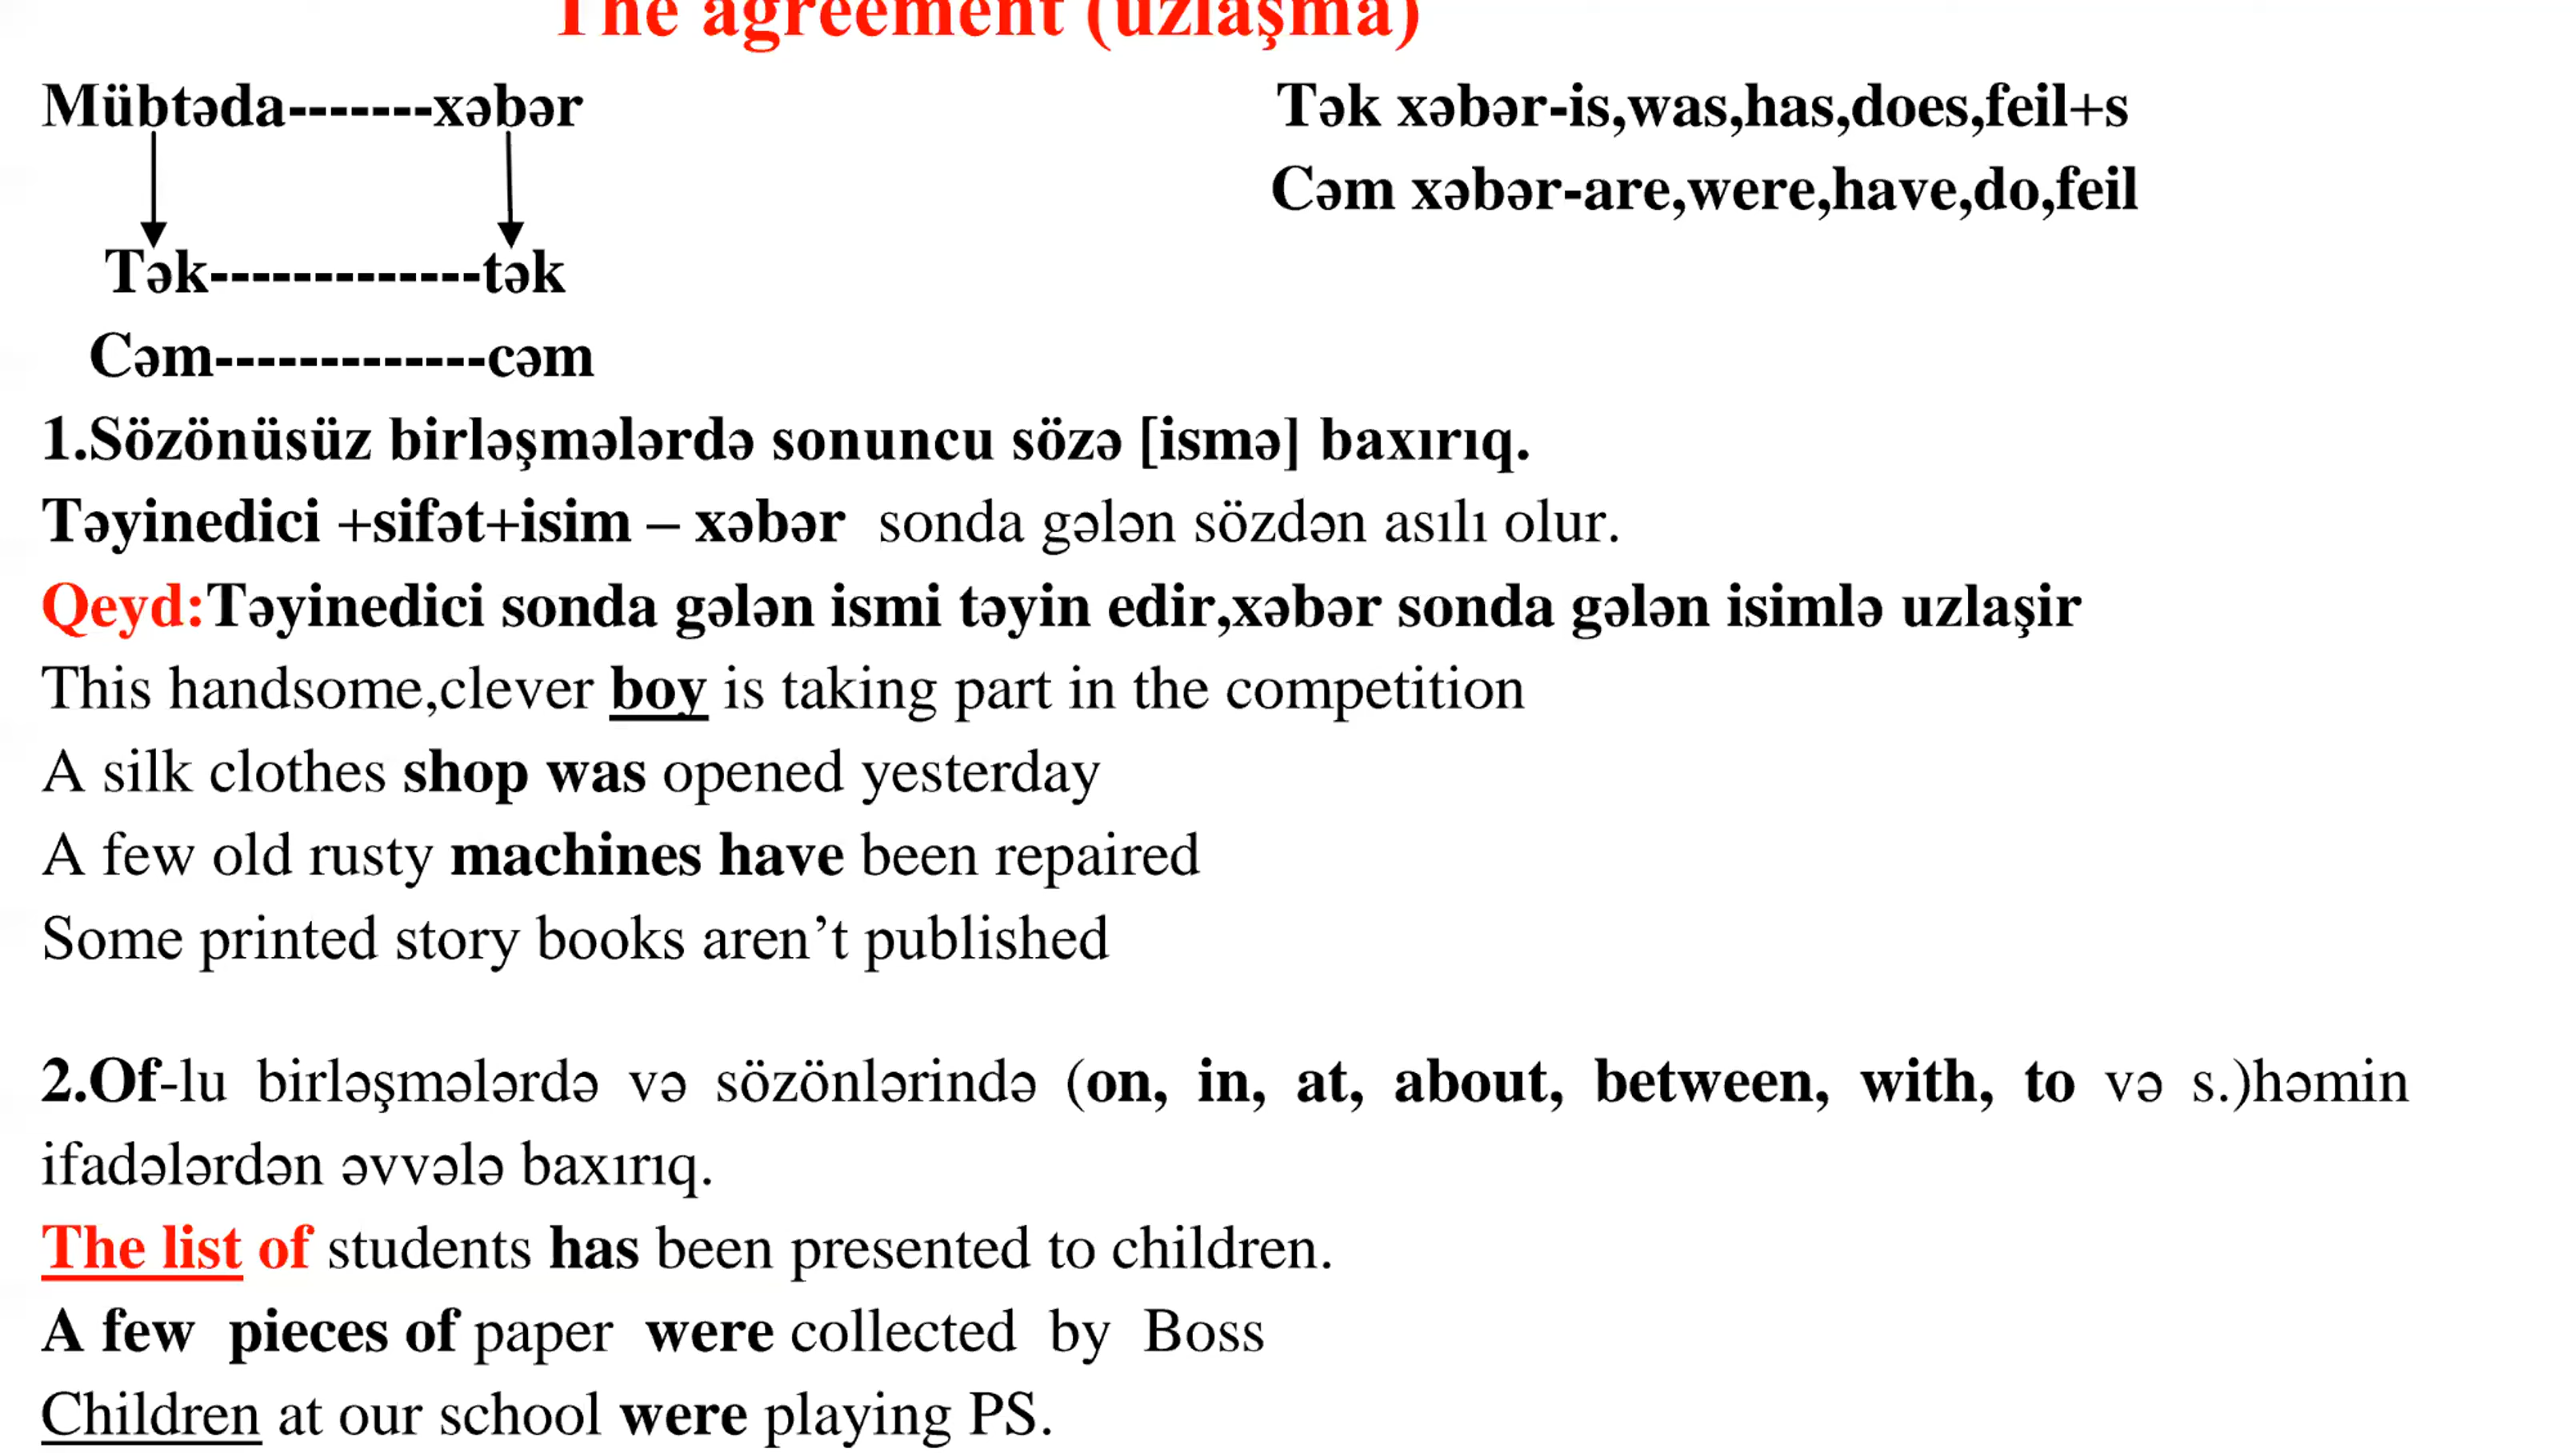 The agreement (uzlaşma)
Mübtəda-------xəbər
Tək xəbər-is,was,has,does,feil+s
Cəm xəbər-are,were,have,do,feil
Tək-------------tək
Cəm-------------cəm
1.Sözönüsüz birləşmələrdə sonuncu sözə [ismə] baxırıq.
Təyinedici +sifət+isim – xəbər sonda gələn sözdən asılı olur.
Qeyd:Təyinedici sonda gələn ismi təyin edir,xəbər sonda gələn isimlə uzlaşir
This handsome,clever boy is taking part in the competition
A silk clothes shop was opened yesterday
A few old rusty machines have been repaired
Some printed story books aren’t published
2.Of-lu birləşmələrdə və sözönlərində (on, in, at, about, between, with, to və s.)həmin
ifadələrdən əvvələ baxırıq.
The list of students has been presented to children.
A few pieces of paper were collected by Boss
Children at our school were playing PS.